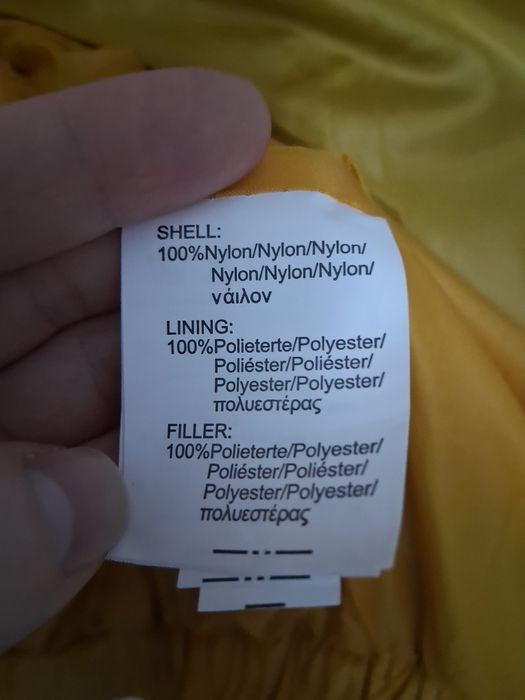 SHELL:
100%Nylon/Nylon/Nylon/
Nylon/Nylon/Nylon/
νάιλον
LINING:
100%Polieterte/Polyester/
Poliéster/Poliéster/
Polyester/Polyester/
πολυεστέρας
FILLER:
100%Polieterte/Polyester/
Poliéster/Poliéster/
Polyester/Polyester/
πολυεστέρας